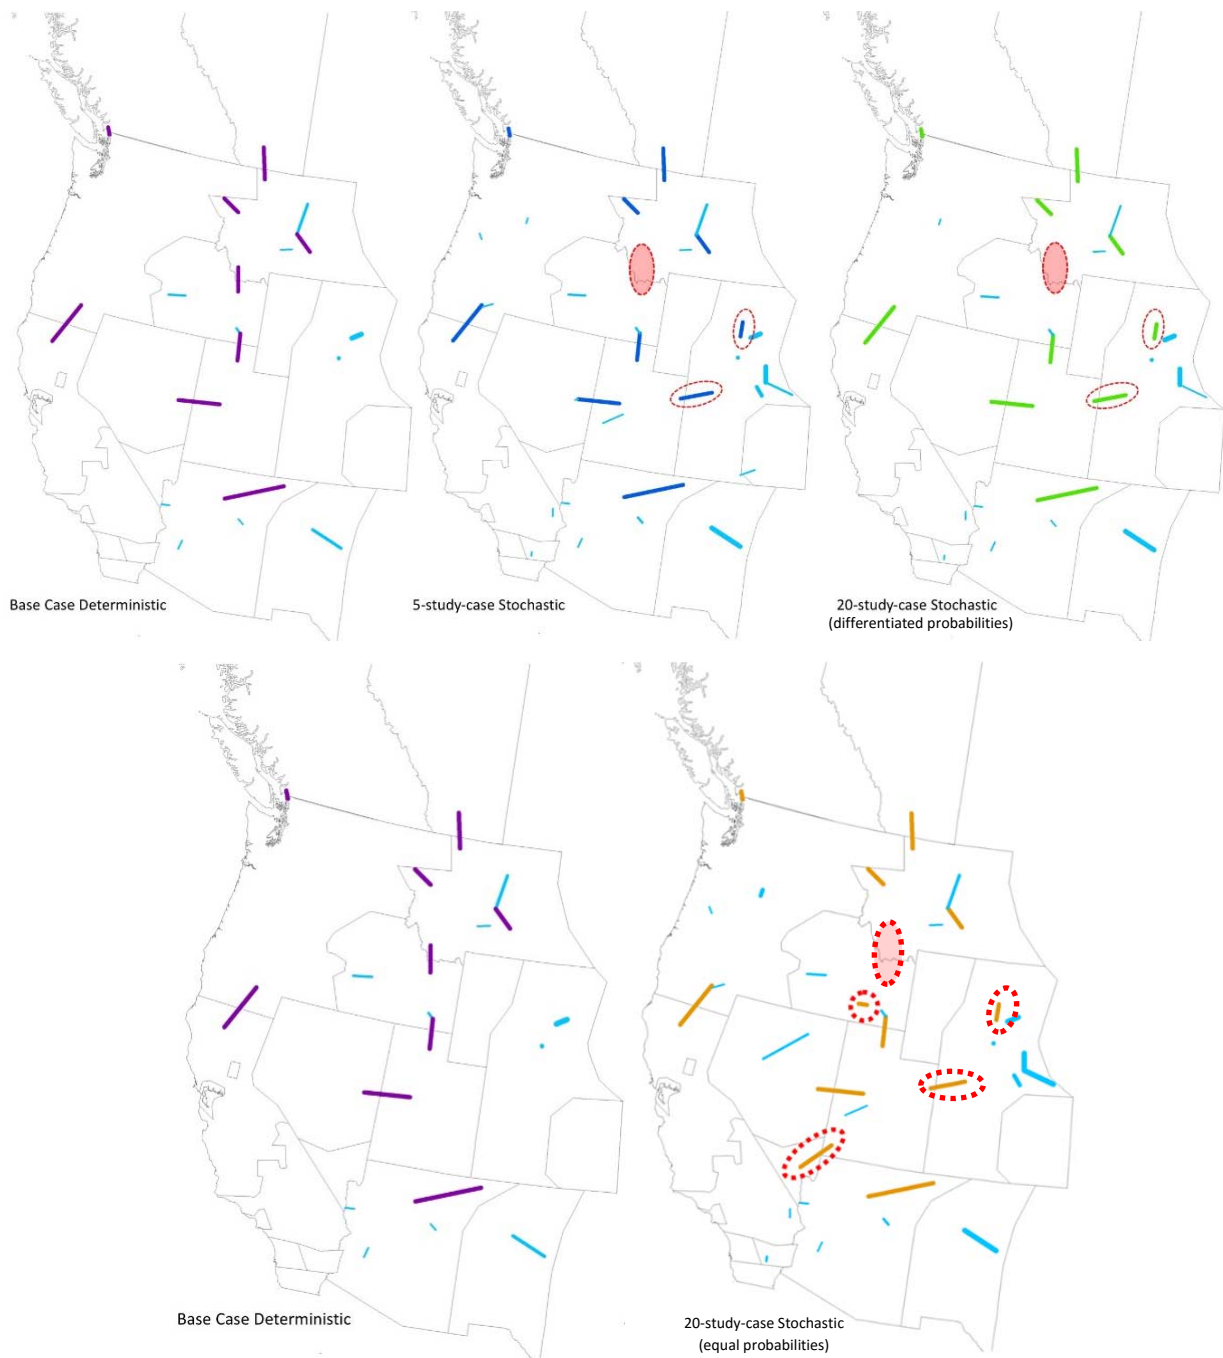 Base Case Deterministic
5-study-case Stochastic
20-study-case Stochastic
(differentiated probabilities)
Base Case Deterministic
20-study-case Stochastic
(equal probabilities)